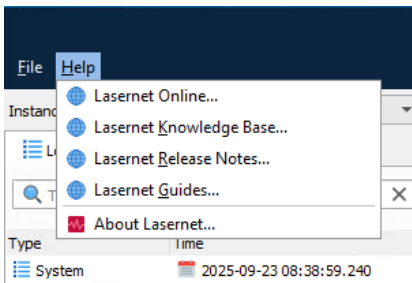 File Help
Lasernet Online...
Instanc
Lasernet Knowledge Base...
Lasernet Release Notes...
Lasernet Guides...
About Lasernet...
Type Time
System 2025-09-23 08:38:59.240